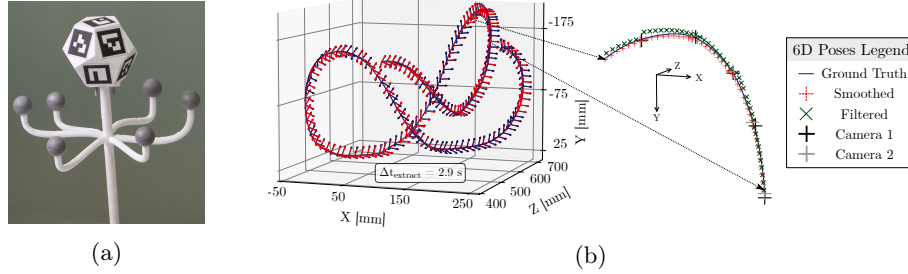 -175
-75
25
Y [mm]
700
600
500
400
Z [mm]
-50
50
150
250
X [mm]
Δt_extract = 2.9 s
Z
X
Y
6D Poses Legend
Ground Truth
Smoothed
Filtered
Camera 1
Camera 2
(a)
(b)